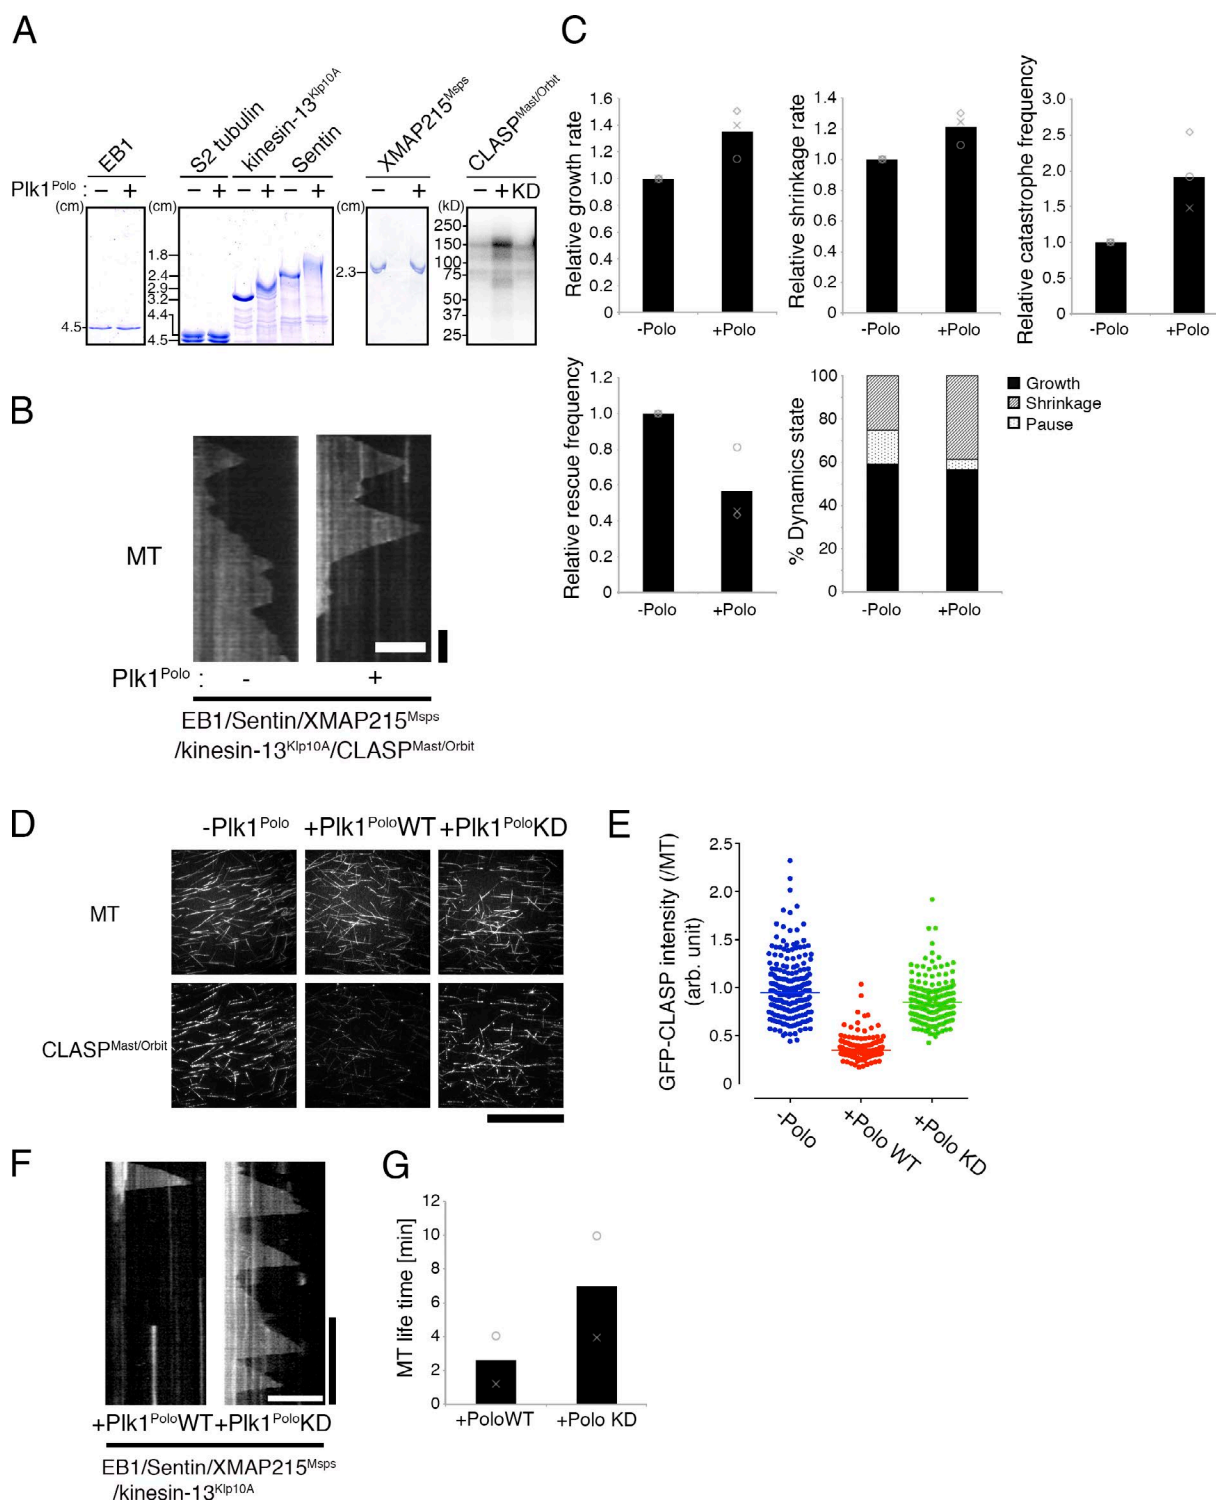 A
EB1
S2 tubulin
kinesin-13Klp10A
Sentin
XMAP215Msps
CLASPMast/Orbit
Plk1Polo : − + − + − + − + − + − + KD
(cm) (cm) (cm) (kD)
4.5
1.8
2.4
2.9
3.2
4.4
4.5
2.3
250
150
100
75
50
37
25
B
MT
Plk1Polo : - +
EB1/Sentin/XMAP215Msps
/kinesin-13Klp10A/CLASPMast/Orbit
C
Relative growth rate
1.6
1.4
1.2
1.0
0.8
0.6
0.4
0.2
0
-Polo +Polo
Relative shrinkage rate
1.4
1.2
1.0
0.8
0.6
0.4
0.2
0
-Polo +Polo
Relative catastrophe frequency
3.0
2.5
2.0
1.5
1.0
0.5
0
-Polo +Polo
Relative rescue frequency
1.2
1.0
0.8
0.6
0.4
0.2
0
-Polo +Polo
% Dynamics state
100
80
60
40
20
0
-Polo +Polo
Growth
Shrinkage
Pause
D
-Plk1Polo +Plk1PoloWT +Plk1PoloKD
MT
CLASPMast/Orbit
E
GFP-CLASP intensity (/MT)
(arb. unit)
2.5
2.0
1.5
1.0
0.5
0
-Polo
+Polo WT
+Polo KD
F
+Plk1PoloWT +Plk1PoloKD
EB1/Sentin/XMAP215Msps
/kinesin-13Klp10A
G
MT life time [min]
12
10
8
6
4
2
0
+PoloWT +Polo KD